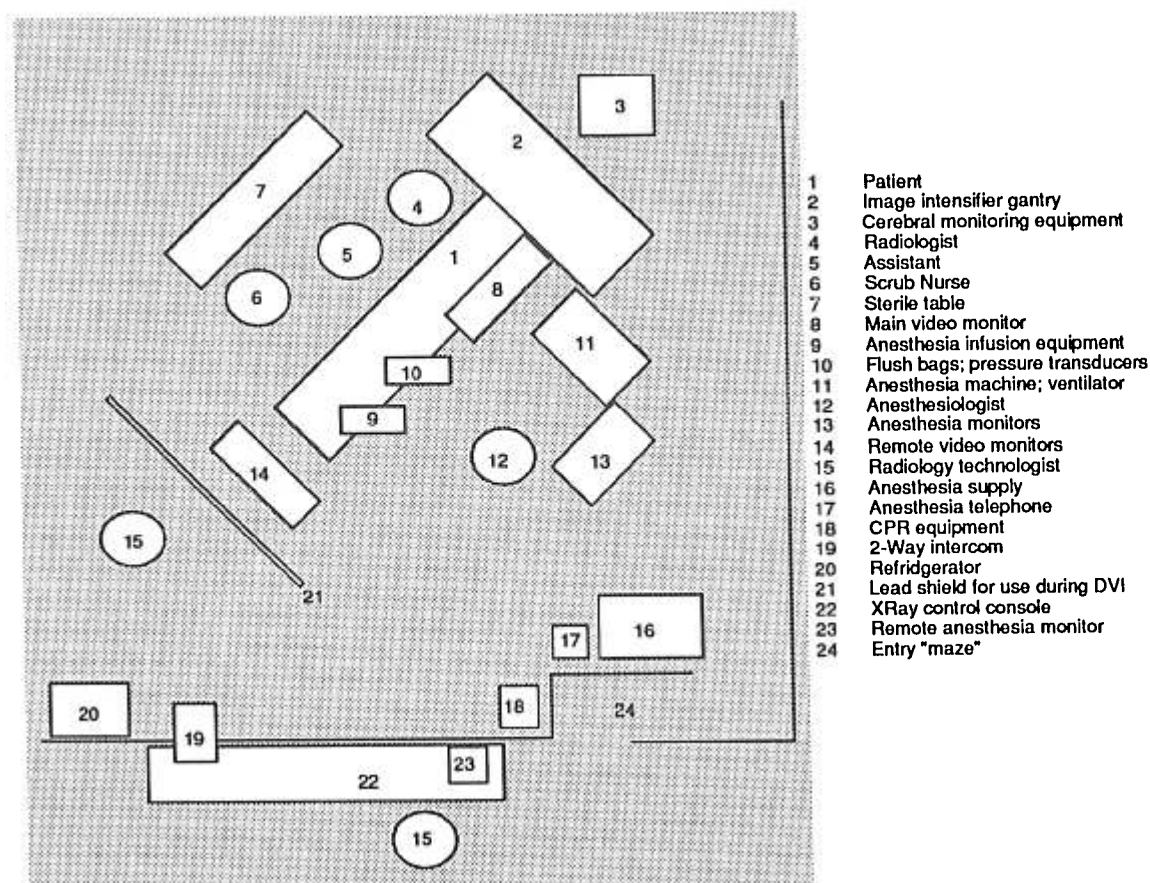 3
2
7
4
1
5
8
6
11
10
9
12
13
14
15
21
16
17
18
24
20
19
23
22
15
1 Patient
2 Image intensifier gantry
3 Cerebral monitoring equipment
4 Radiologist
5 Assistant
6 Scrub Nurse
7 Sterile table
8 Main video monitor
9 Anesthesia infusion equipment
10 Flush bags; pressure transducers
11 Anesthesia machine; ventilator
12 Anesthesiologist
13 Anesthesia monitors
14 Remote video monitors
15 Radiology technologist
16 Anesthesia supply
17 Anesthesia telephone
18 CPR equipment
19 2-Way intercom
20 Refridgerator
21 Lead shield for use during DVI
22 XRay control console
23 Remote anesthesia monitor
24 Entry "maze"